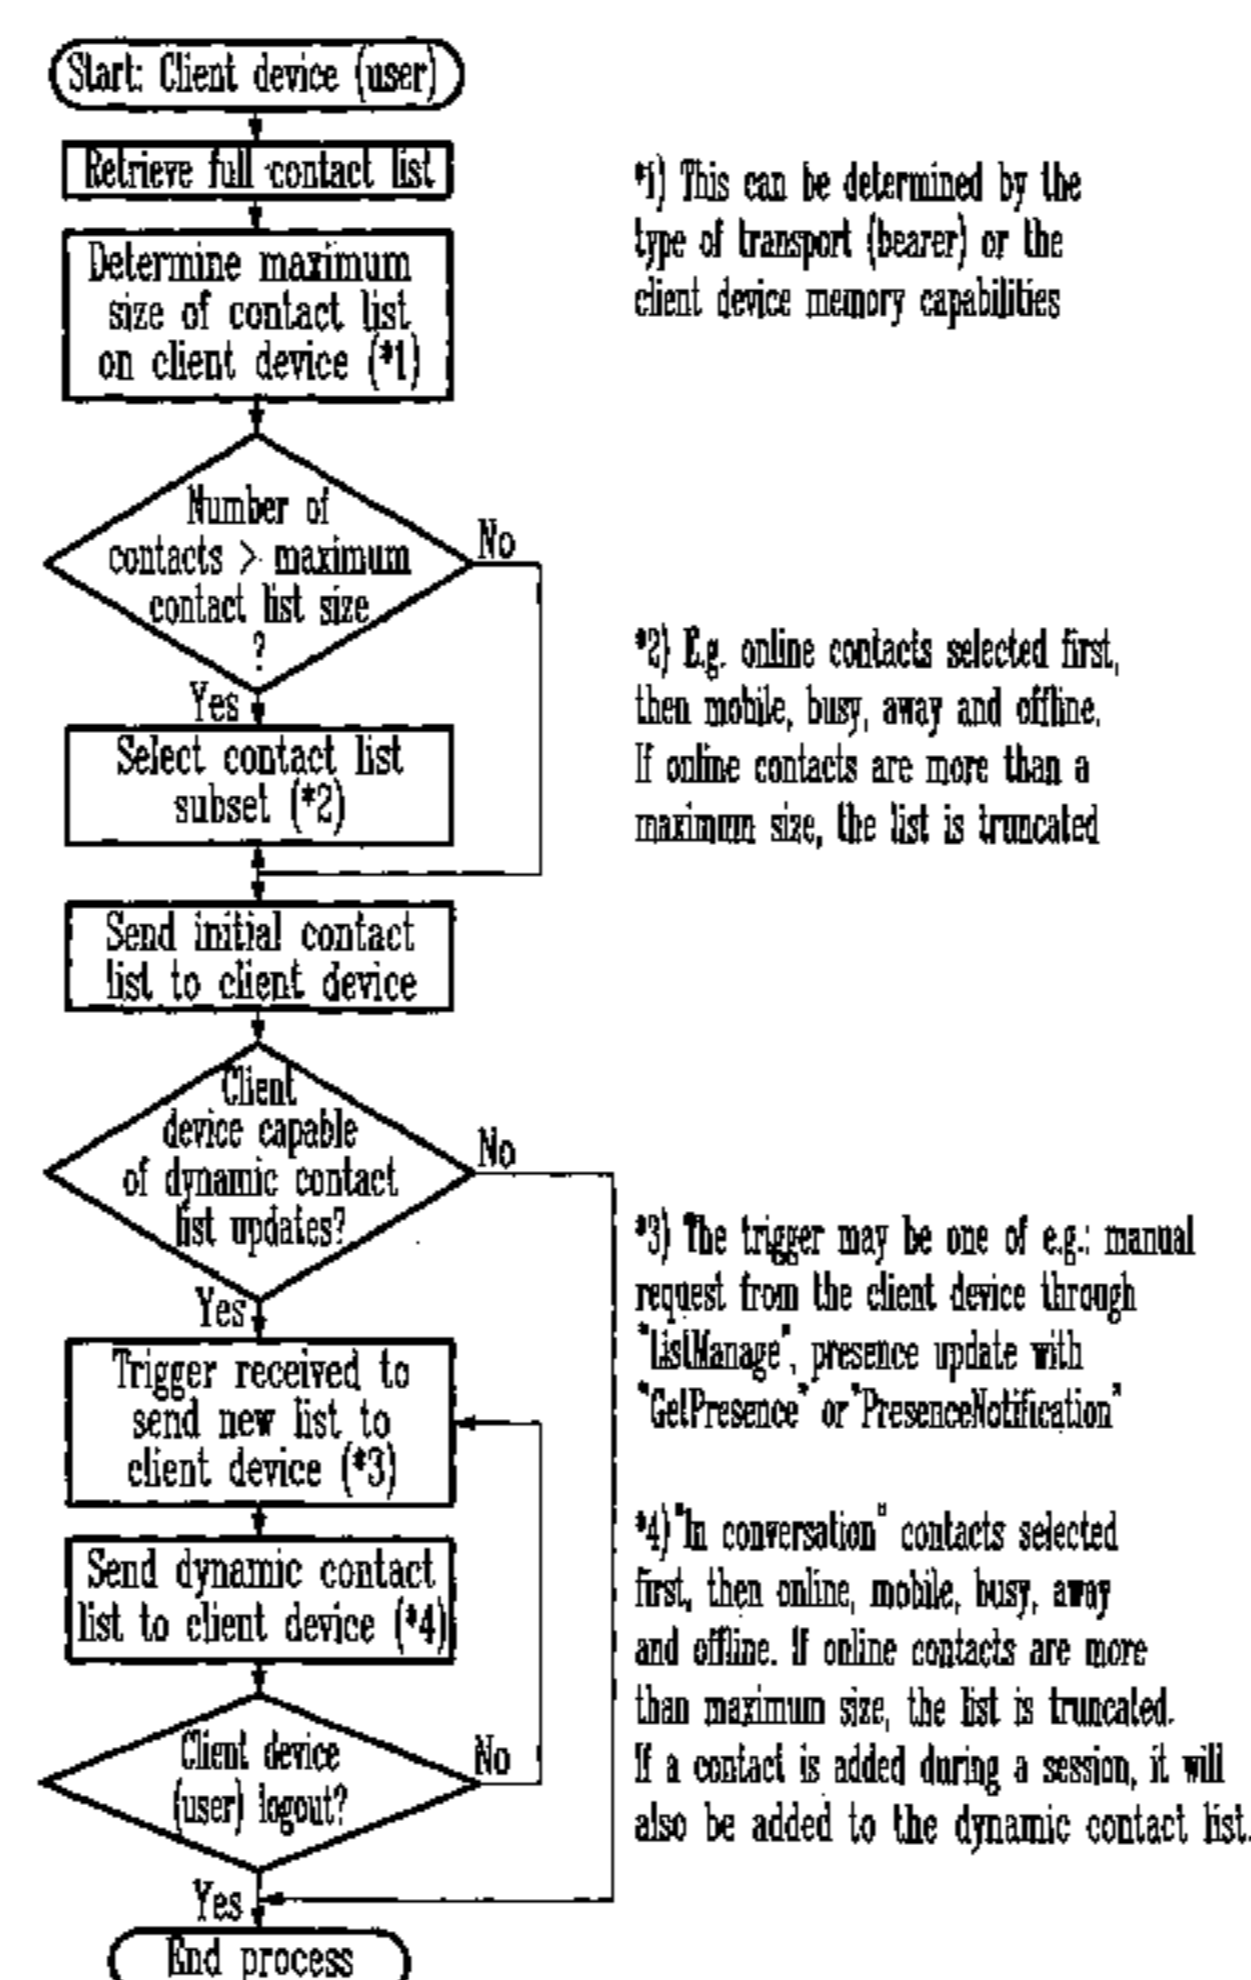 Start: Client device (user)
Retrieve full contact list
Determine maximum
size of contact list
on client device (*1)
Number of
contacts > maximum
contact list size
?
No
Yes
Select contact list
subset (*2)
Send initial contact
list to client device
Client
device capable
of dynamic contact
list updates?
No
Yes
Trigger received to
send new list to
client device (*3)
Send dynamic contact
list to client device (*4)
Client device
(user) logout?
No
Yes
End process
*1) This can be determined by the
type of transport (bearer) or the
client device memory capabilities
*2) E.g. online contacts selected first,
then mobile, busy, away and offline.
If online contacts are more than a
maximum size, the list is truncated
*3) The trigger may be one of e.g.: manual
request from the client device through
"ListManage", presence update with
"GetPresence" or "PresenceNotification"
*4) "In conversation" contacts selected
first, then online, mobile, busy, away
and offline. If online contacts are more
than maximum size, the list is truncated.
If a contact is added during a session, it will
also be added to the dynamic contact list.